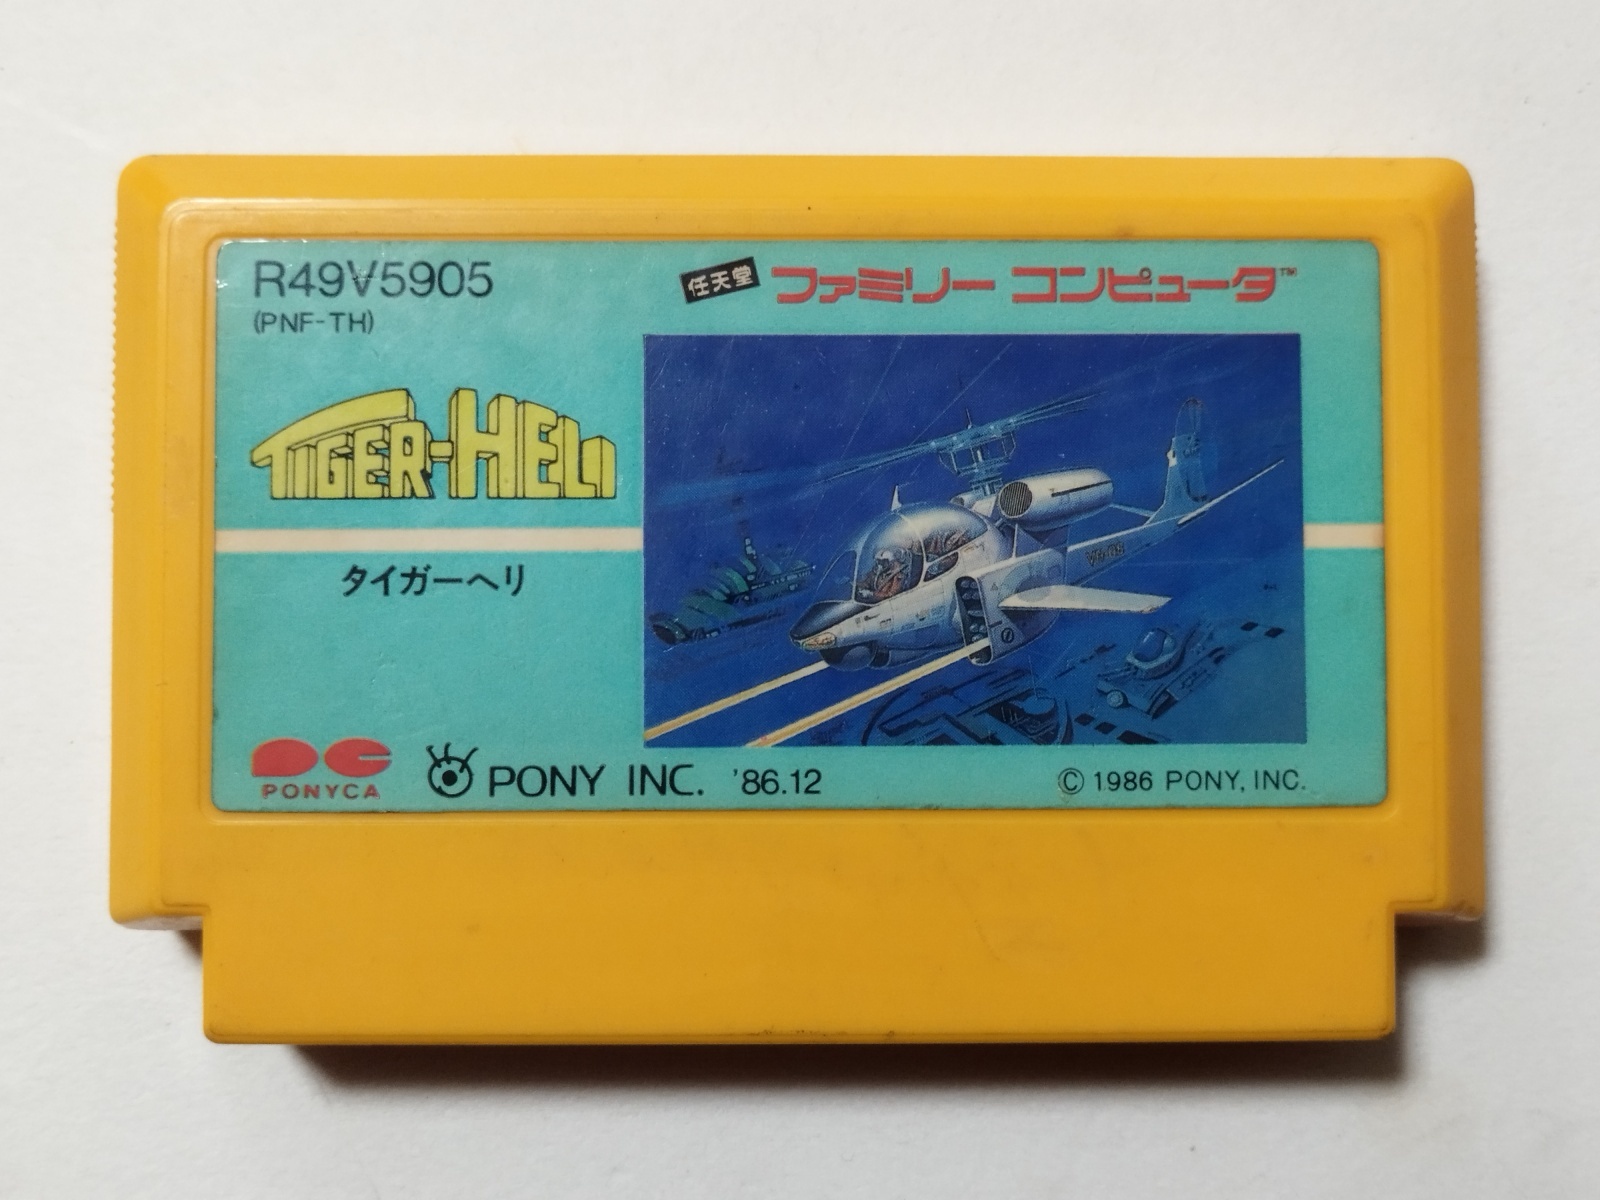 R49V5905
(PNF-TH)
任天堂 ファミリー コンピュータ™
TIGER-HELI
タイガーヘリ
PONYCA
PONY INC. '86.12
© 1986 PONY, INC.